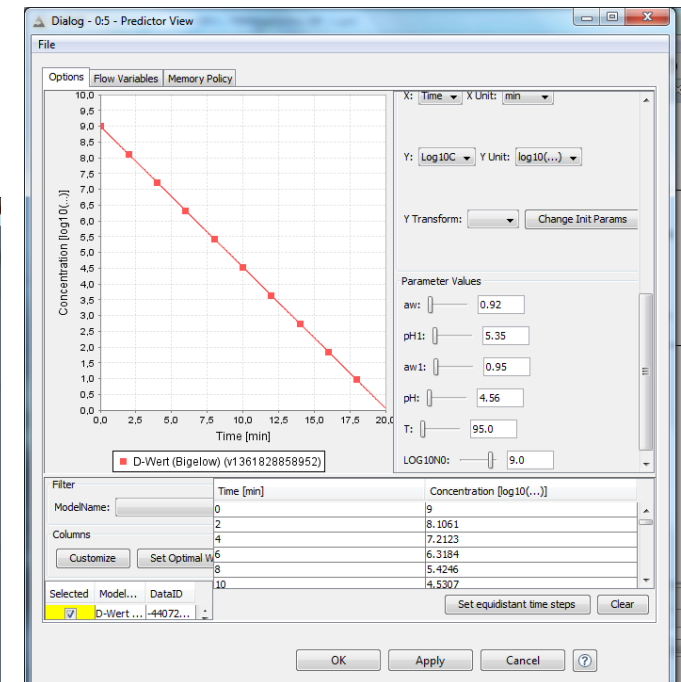 Dialog - 0:5 - Predictor View
File
Options Flow Variables Memory Policy
10,0
9,5
9,0
8,5
8,0
7,5
7,0
6,5
6,0
5,5
5,0
4,5
4,0
3,5
3,0
2,5
2,0
1,5
1,0
0,5
0,0
Concentration [log10(...)]
0,0 2,5 5,0 7,5 10,0 12,5 15,0 17,5 20,0
Time [min]
D-Wert (Bigelow) (v1361828858952)
X: Time X Unit: min
Y: Log10C Y Unit: log10(...)
Y Transform: Change Init Params
Parameter Values
aw: 0.92
pH1: 5.35
aw1: 0.95
pH: 4.56
T: 95.0
LOG10N0: 9.0
Filter
ModelName:
Columns
Customize Set Optimal W
Selected Model... DataID
D-Wert ... -44072...
Time [min] Concentration [log10(...)]
0 9
2 8.1061
4 7.2123
6 6.3184
8 5.4246
10 4.5307
Set equidistant time steps Clear
OK Apply Cancel ?